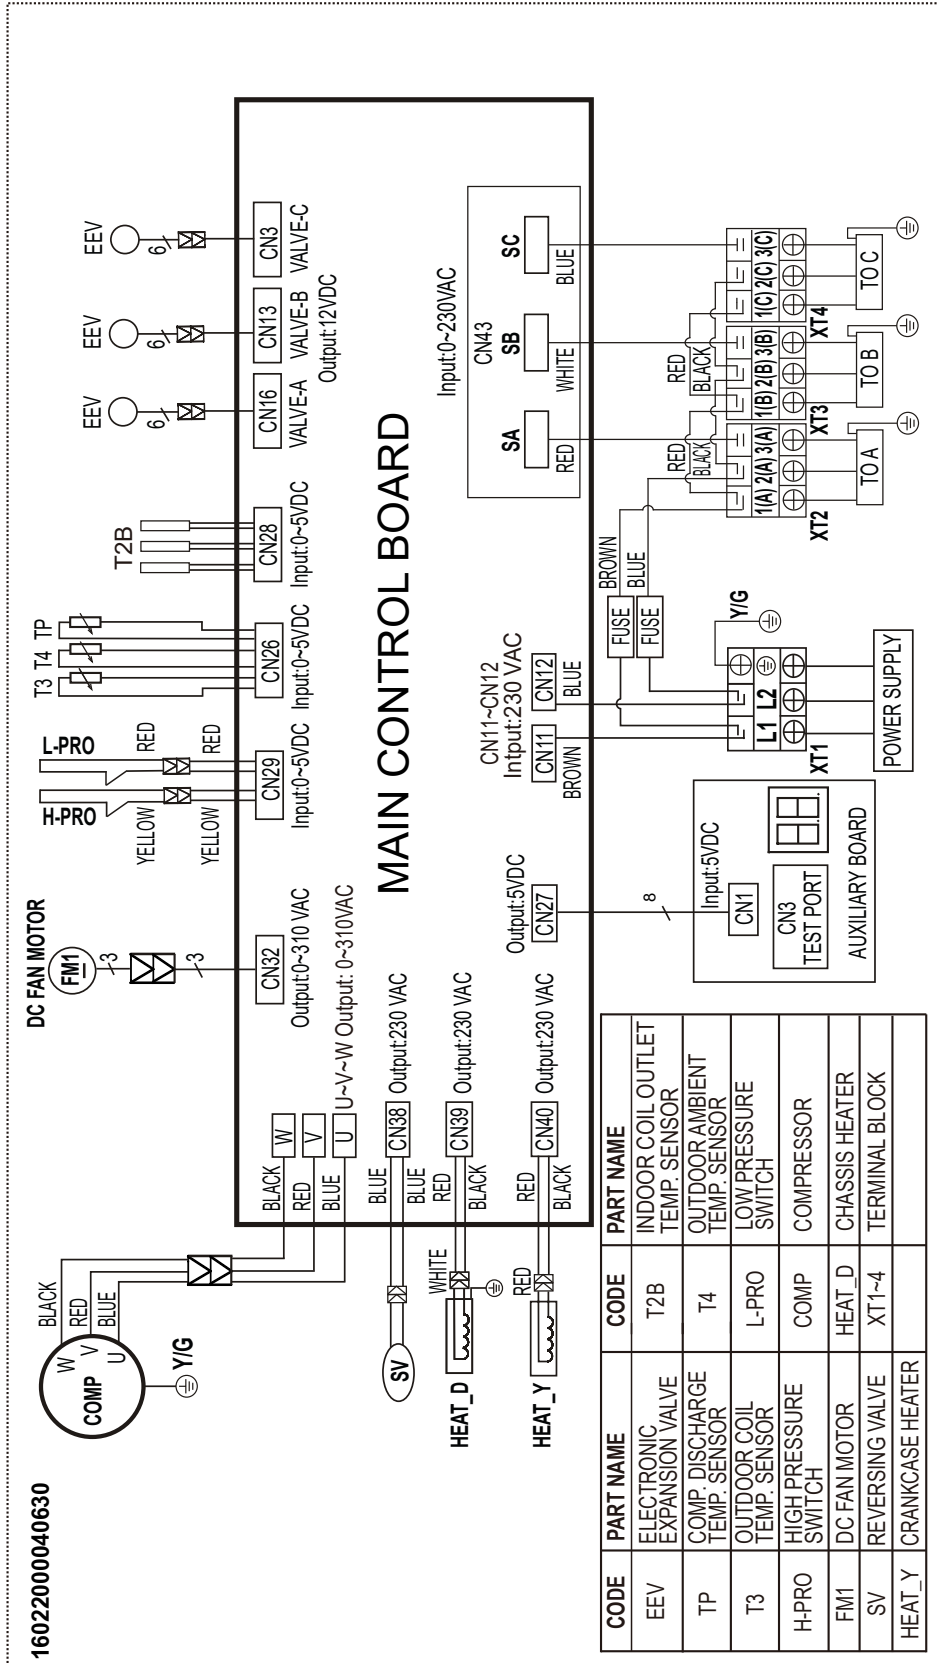 16022000040630
COMP
W
V
U
Y/G
BLACK
RED
BLUE
BLACK
RED
BLUE
W
V
U
U~V~W Output: 0~310VAC
DC FAN MOTOR
FM1
3
3
CN32
Output:0~310 VAC
H-PRO
L-PRO
YELLOW
RED
YELLOW
RED
CN29
Input:0~5VDC
T3 T4 TP
CN26
Input:0~5VDC
T2B
CN28
Input:0~5VDC
EEV
EEV
EEV
6
6
6
CN16
CN13
CN3
VALVE-A
VALVE-B
VALVE-C
Output:12VDC
MAIN CONTROL BOARD
SV
BLUE
BLUE
CN38
Output:230 VAC
HEAT_D
WHITE
RED
BLACK
CN39
Output:230 VAC
HEAT_Y
RED
RED
BLACK
CN40
Output:230 VAC
Output:5VDC
CN27
8
CN11~CN12
Intput:230 VAC
CN11
CN12
BROWN
BLUE
Input:0~230VAC
CN43
SA
SB
SC
RED
WHITE
BLUE
Input:5VDC
CN1
CN3
TEST PORT
AUXILIARY BOARD
FUSE
FUSE
BROWN
BLUE
L1 L2
XT1
Y/G
POWER SUPPLY
RED
BLACK
RED
BLACK
1(A) 2(A) 3(A)
1(B) 2(B) 3(B)
1(C) 2(C) 3(C)
XT2
XT3
XT4
TO A
TO B
TO C
CODE PART NAME CODE PART NAME
EEV ELECTRONIC EXPANSION VALVE T2B INDOOR COIL OUTLET TEMP. SENSOR
TP COMP. DISCHARGE TEMP. SENSOR T4 OUTDOOR AMBIENT TEMP. SENSOR
T3 OUTDOOR COIL TEMP. SENSOR L-PRO LOW PRESSURE SWITCH
H-PRO HIGH PRESSURE SWITCH COMP COMPRESSOR
FM1 DC FAN MOTOR HEAT_D CHASSIS HEATER
SV REVERSING VALVE XT1~4 TERMINAL BLOCK
HEAT_Y CRANKCASE HEATER